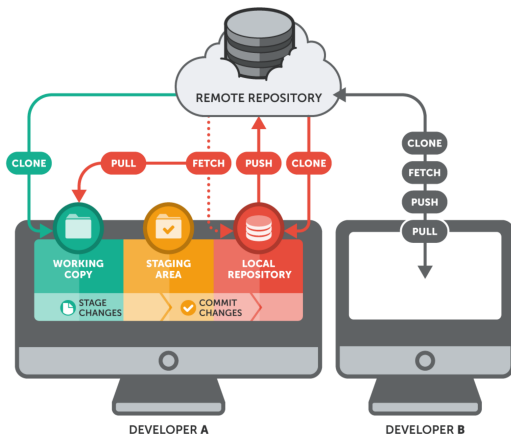 REMOTE REPOSITORY
CLONE
PULL
FETCH
PUSH
CLONE
CLONE
FETCH
PUSH
PULL
WORKING
COPY
STAGING
AREA
LOCAL
REPOSITORY
STAGE
CHANGES
COMMIT
CHANGES
DEVELOPER A
DEVELOPER B